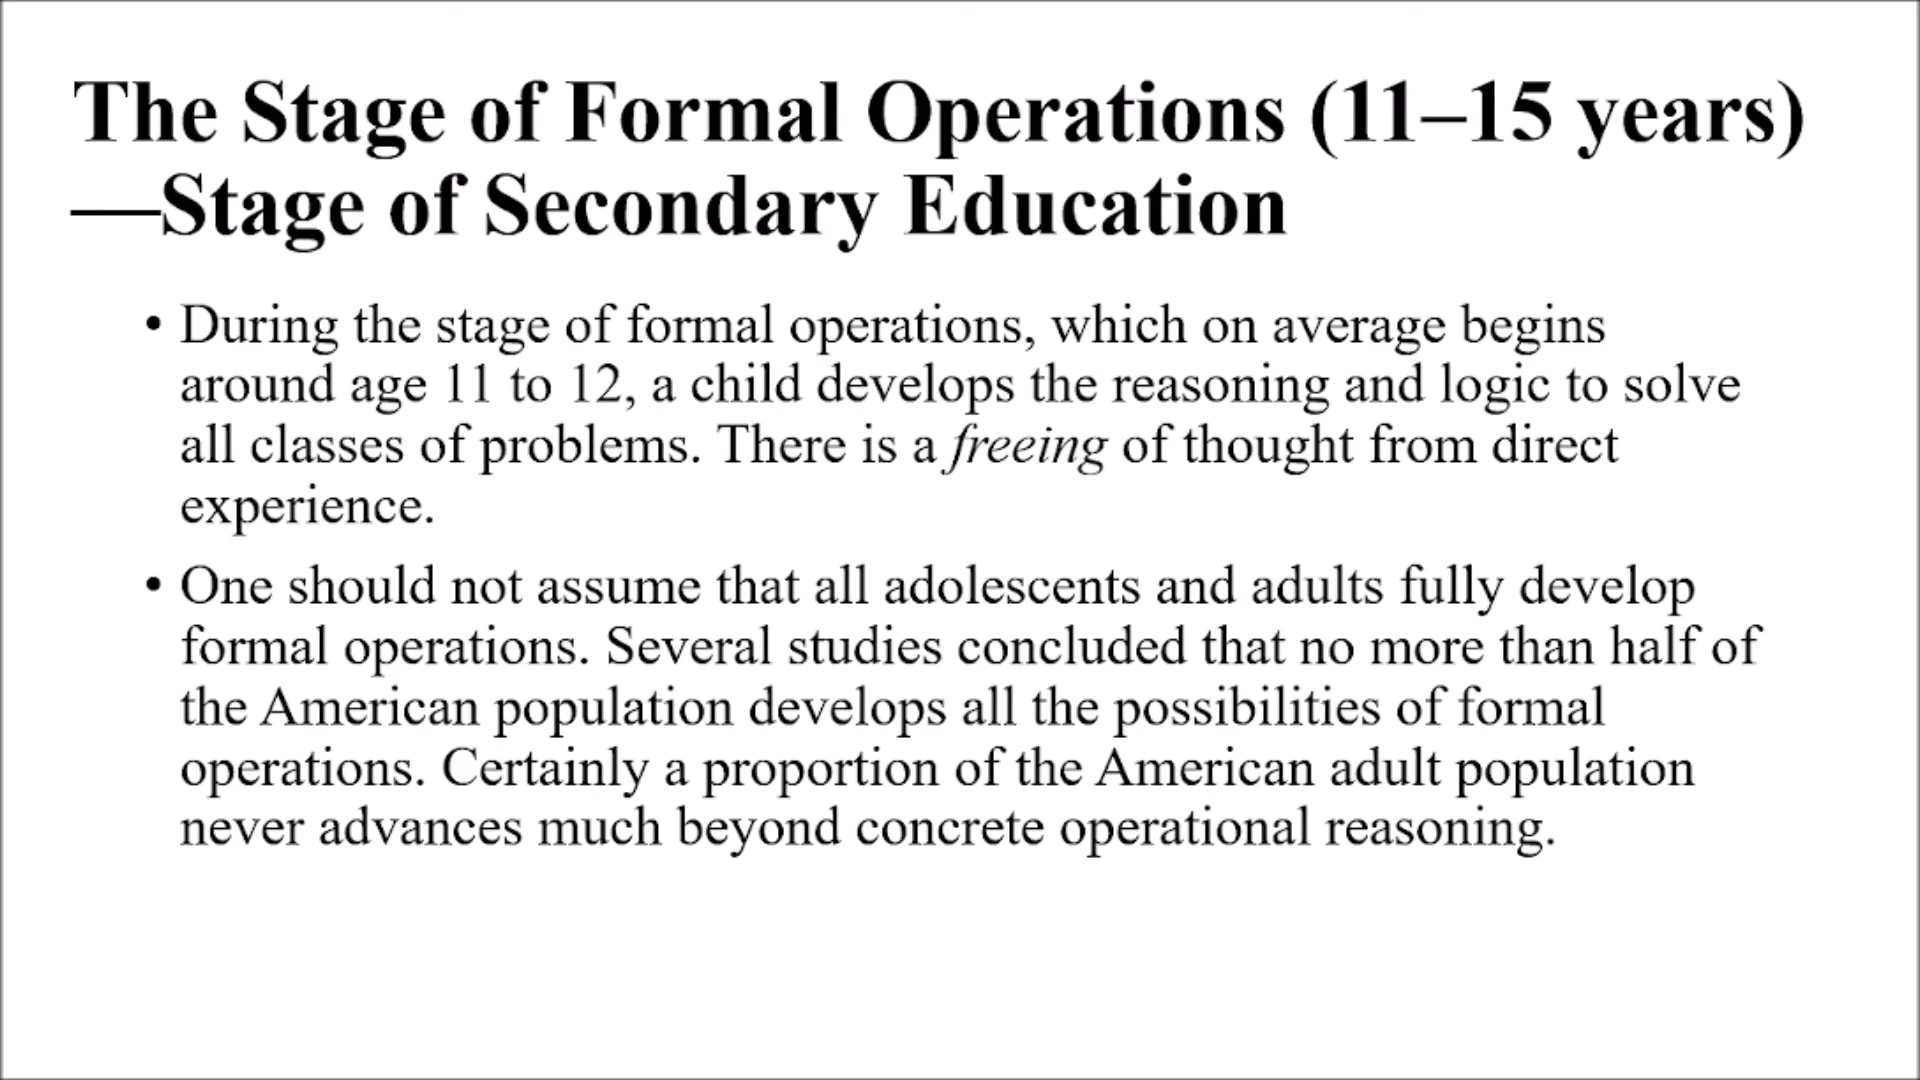 The Stage of Formal Operations (11–15 years)
—Stage of Secondary Education
• During the stage of formal operations, which on average begins
around age 11 to 12, a child develops the reasoning and logic to solve
all classes of problems. There is a freeing of thought from direct
experience.
• One should not assume that all adolescents and adults fully develop
formal operations. Several studies concluded that no more than half of
the American population develops all the possibilities of formal
operations. Certainly a proportion of the American adult population
never advances much beyond concrete operational reasoning.